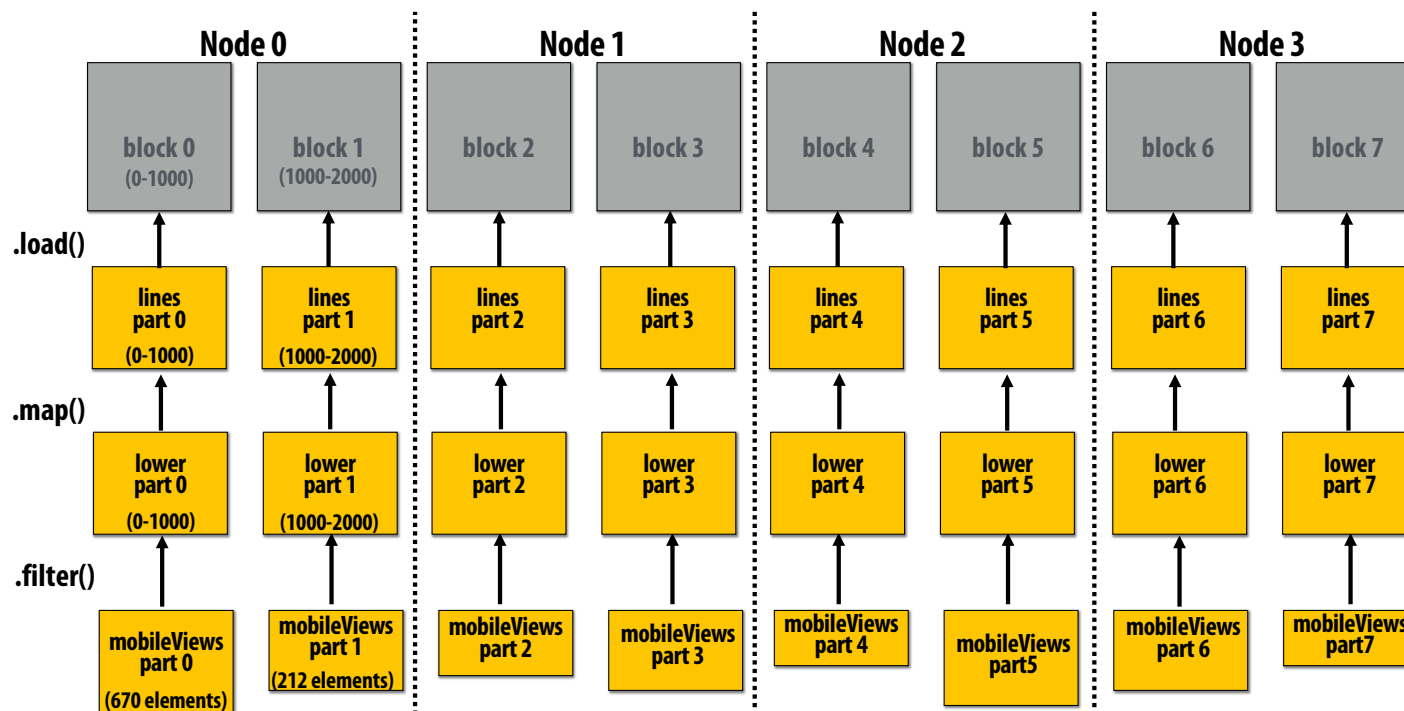 Node 0
Node 1
Node 2
Node 3
block 0
(0-1000)
block 1
(1000-2000)
block 2
block 3
block 4
block 5
block 6
block 7
.load()
lines
part 0
(0-1000)
lines
part 1
(1000-2000)
lines
part 2
lines
part 3
lines
part 4
lines
part 5
lines
part 6
lines
part 7
.map()
lower
part 0
(0-1000)
lower
part 1
(1000-2000)
lower
part 2
lower
part 3
lower
part 4
lower
part 5
lower
part 6
lower
part 7
.filter()
mobileViews
part 0
(670 elements)
mobileViews
part 1
(212 elements)
mobileViews
part 2
mobileViews
part 3
mobileViews
part 4
mobileViews
part5
mobileViews
part 6
mobileViews
part7